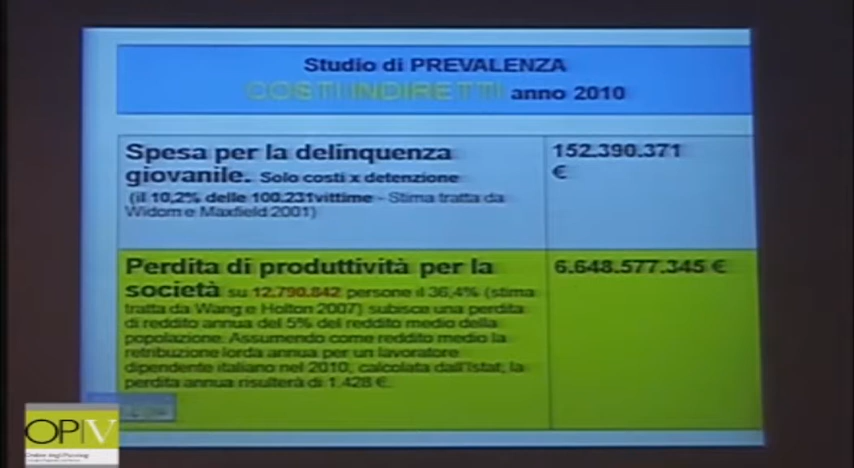 Studio di PREVALENZA
COSTI INDIRETTI anno 2010
Spesa per la delinquenza
giovanile. Solo costi x detenzione
(il 10,2% delle 100.231vittime - Stima tratta da
Widom e Maxfield 2001)
152.390.371
€
Perdita di produttività per la
società su 12.790.842 persone il 36,4% (stima
tratta da Wang e Holton 2007) subisce una perdita
di reddito annua del 5% del reddito medio della
popolazione. Assumendo come reddito medio la
retribuzione lorda annua per un lavoratore
dipendente italiano nel 2010, calcolata dall'Istat, la
perdita annua risulterà di 1.428 €.
6.648.577.345 €
OPV